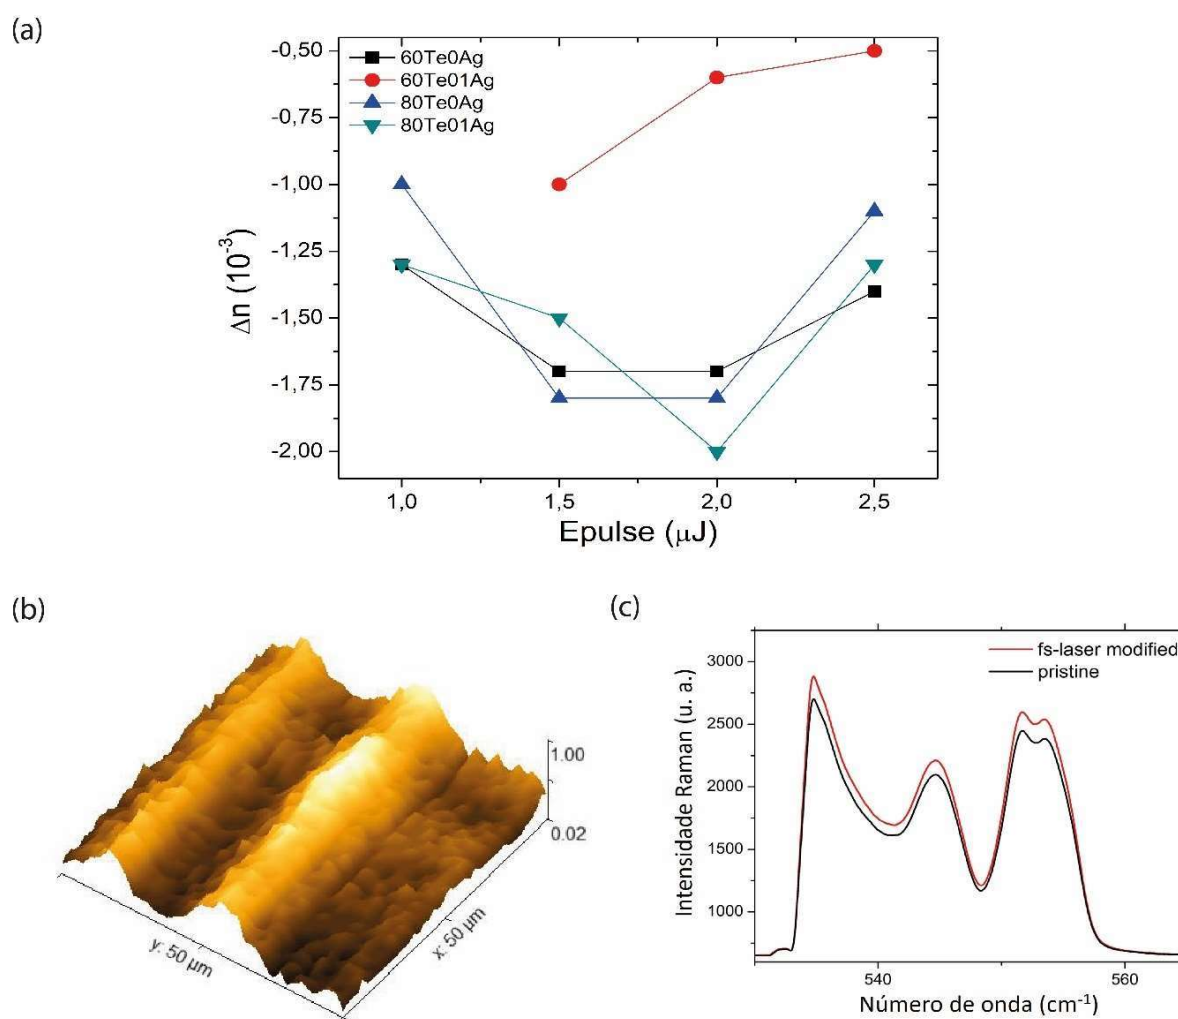 (a)
60Te0Ag
60Te01Ag
80Te0Ag
80Te01Ag
-0,50
-0,75
-1,00
-1,25
-1,50
-1,75
-2,00
Δn (10⁻³)
1,0 1,5 2,0 2,5
Epulse (μJ)
(b)
1.00
0.02
y: 50 μm
x: 50 μm
(c)
fs-laser modified
pristine
3000
2500
2000
1500
1000
Intensidade Raman (u. a.)
540 560
Número de onda (cm⁻¹)